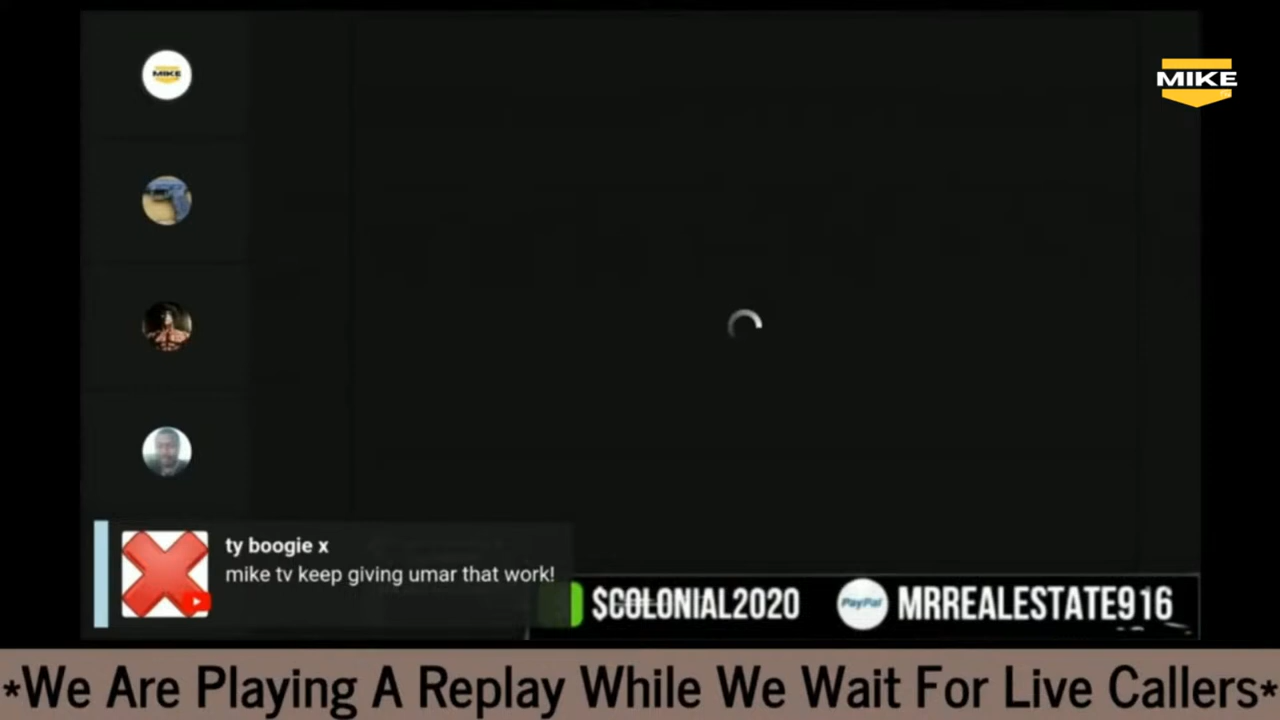 MIKE
MIKE
ty boogie x
mike tv keep giving umar that work!
$COLONIAL2020 PayPal MRREALESTATE916
*We Are Playing A Replay While We Wait For Live Callers*